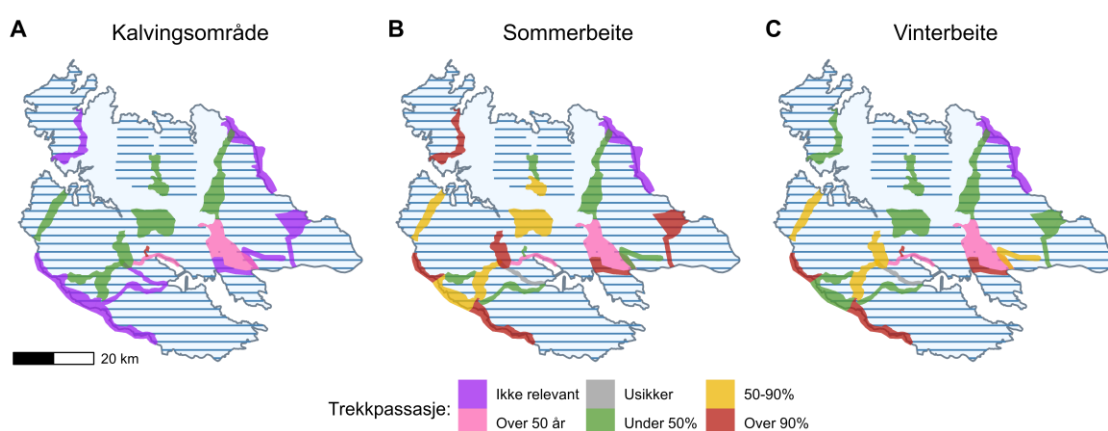 A Kalvingsområde
B Sommerbeite
C Vinterbeite
20 km
Trekkpassasje:
Ikke relevant
Usikker
50-90%
Over 50 år
Under 50%
Over 90%